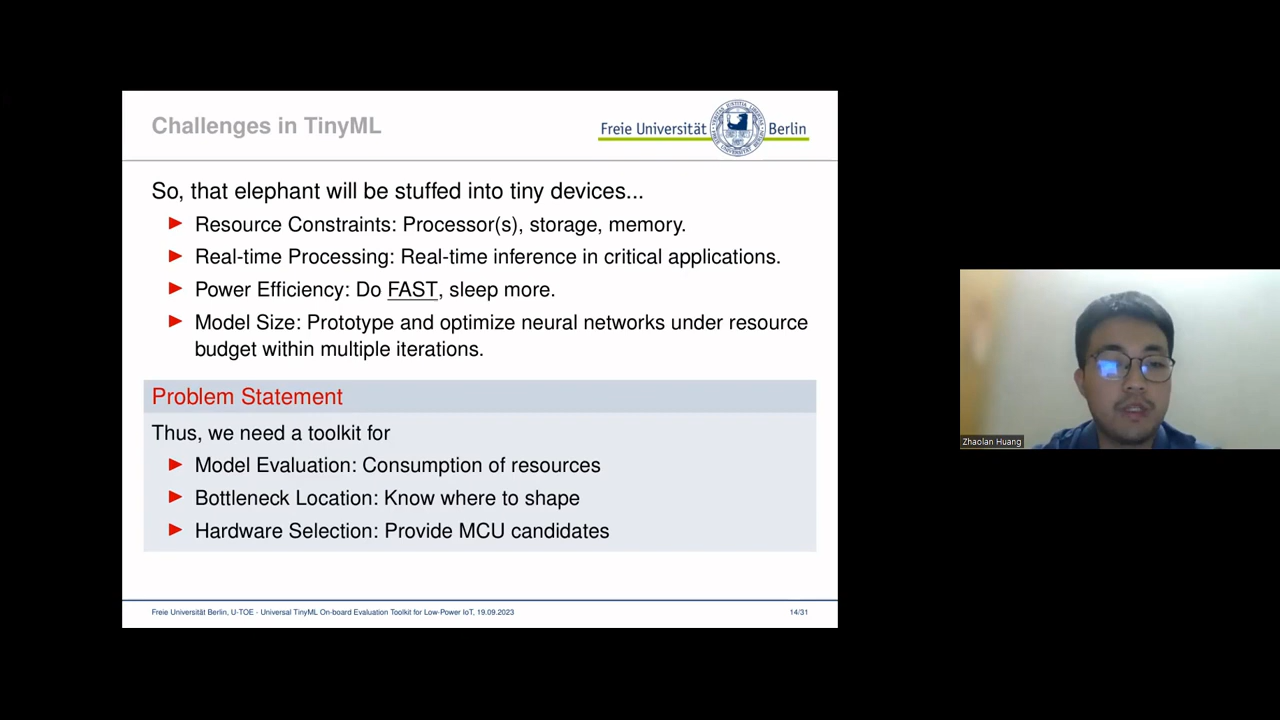 Challenges in TinyML
Freie Universität Berlin
So, that elephant will be stuffed into tiny devices...
► Resource Constraints: Processor(s), storage, memory.
► Real-time Processing: Real-time inference in critical applications.
► Power Efficiency: Do FAST, sleep more.
► Model Size: Prototype and optimize neural networks under resource
budget within multiple iterations.
Problem Statement
Thus, we need a toolkit for
► Model Evaluation: Consumption of resources
► Bottleneck Location: Know where to shape
► Hardware Selection: Provide MCU candidates
Freie Universität Berlin, U-TOE - Universal TinyML On-board Evaluation Toolkit for Low-Power IoT, 19.09.2023
14/31
Zhaolan Huang